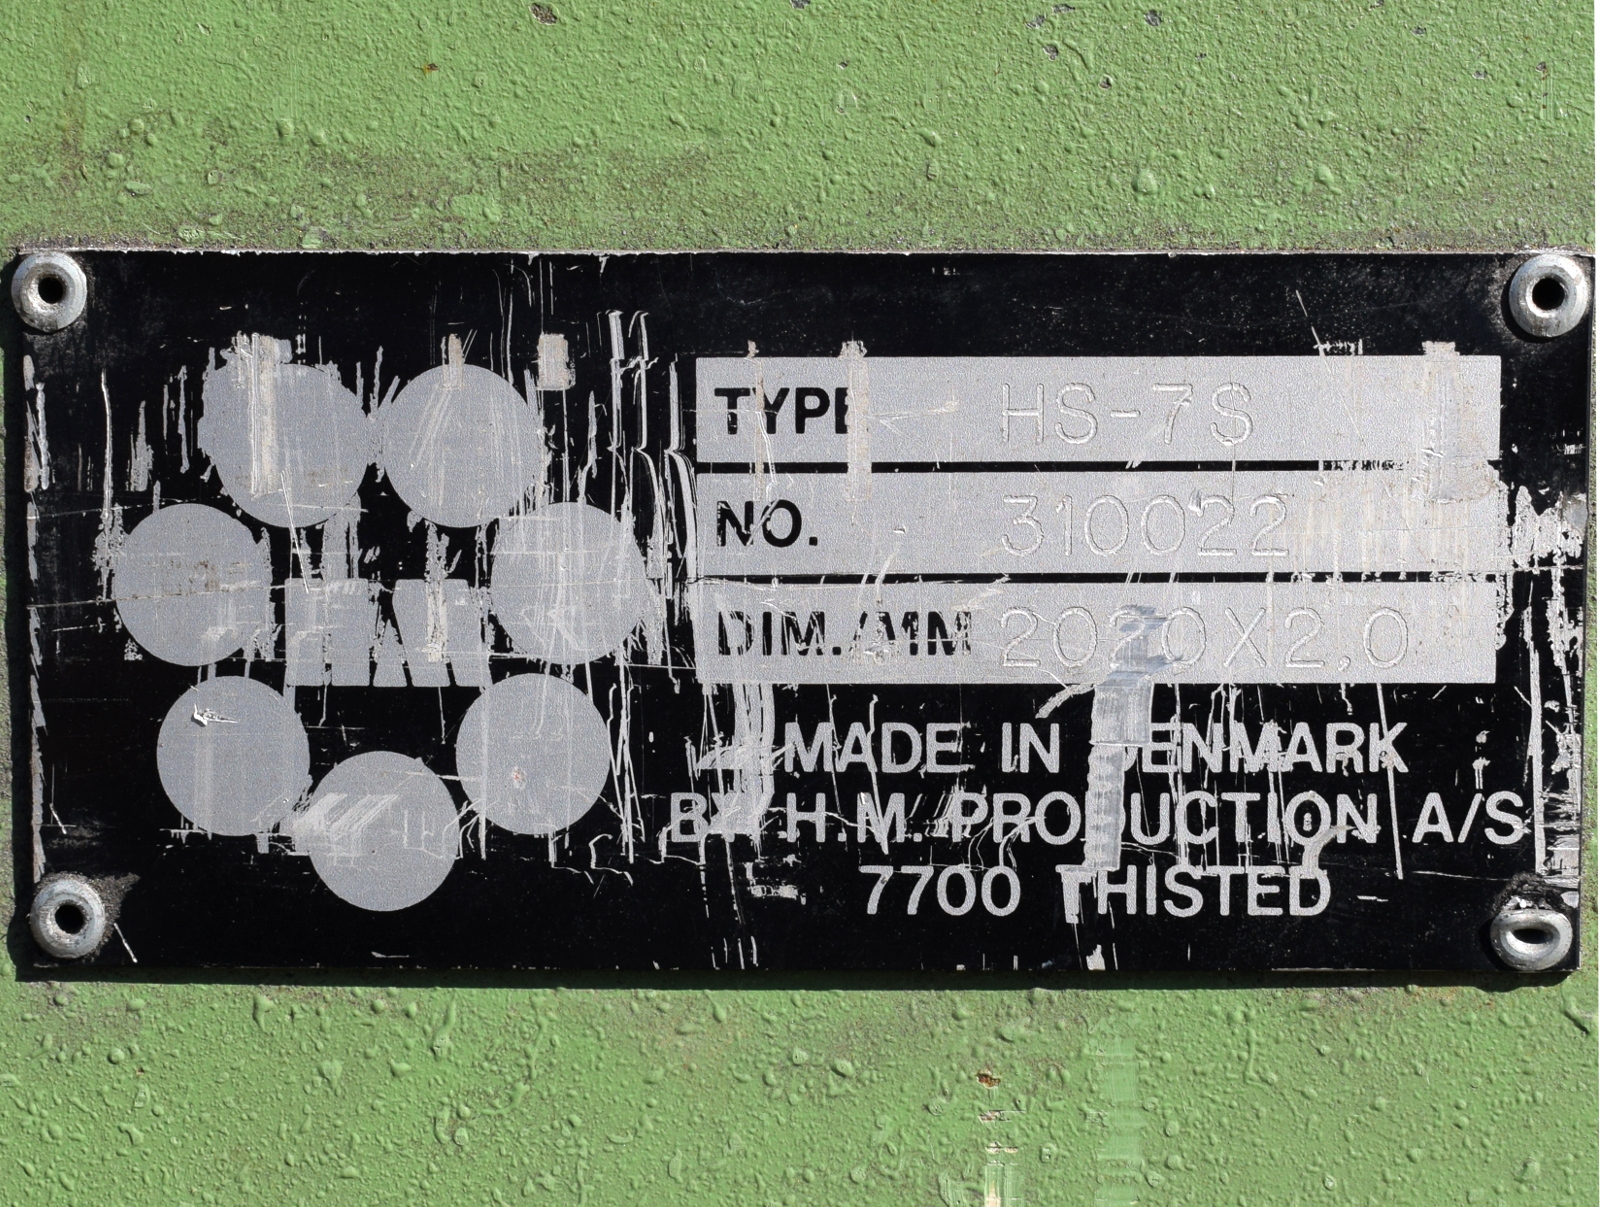 TYPE HS-7S
NO. 310022
DIM./MM 2020X2,0
MADE IN DENMARK
BY H.M. PRODUCTION A/S
7700 THISTED